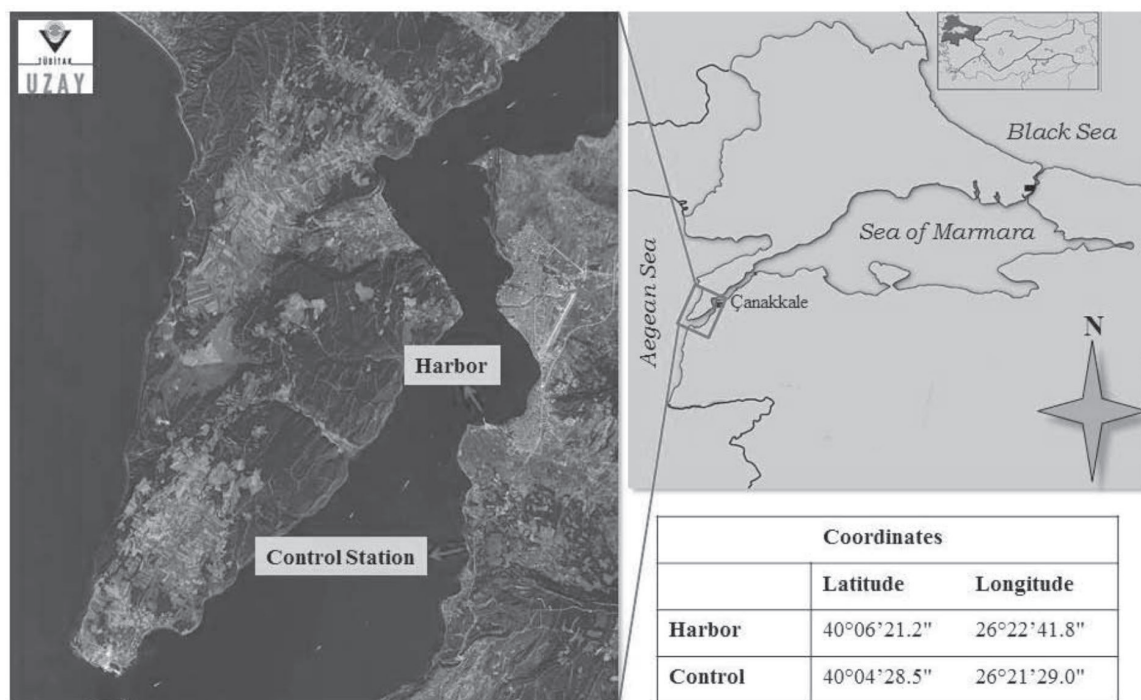 TÜBİTAK
UZAY
Harbor
Control Station
Black Sea
Sea of Marmara
Aegean Sea
Çanakkale
N
Coordinates
Latitude Longitude
Harbor 40°06'21.2" 26°22'41.8"
Control 40°04'28.5" 26°21'29.0"